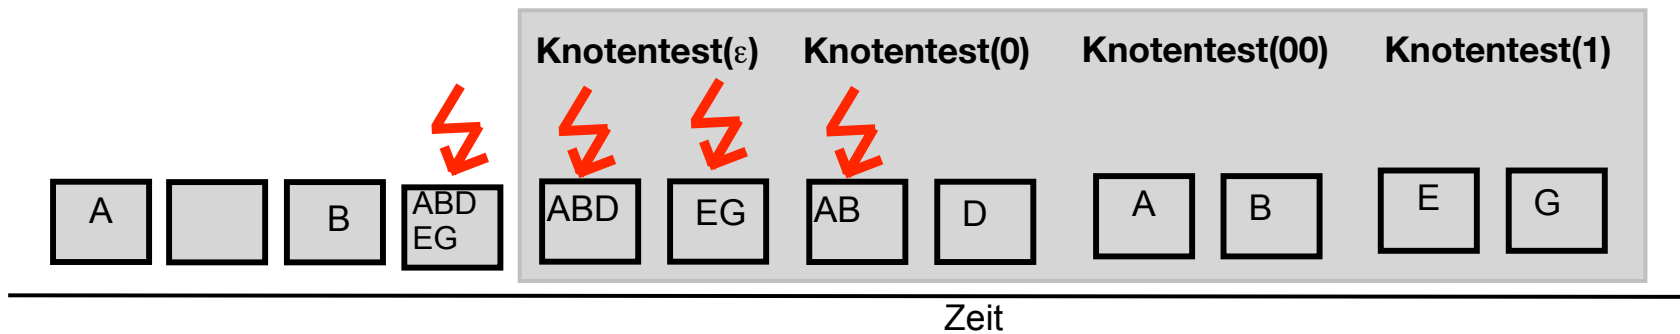 Knotentest(ε) Knotentest(0) Knotentest(00) Knotentest(1)
A B ABD ABD EG AB D A B E G
EG
Zeit